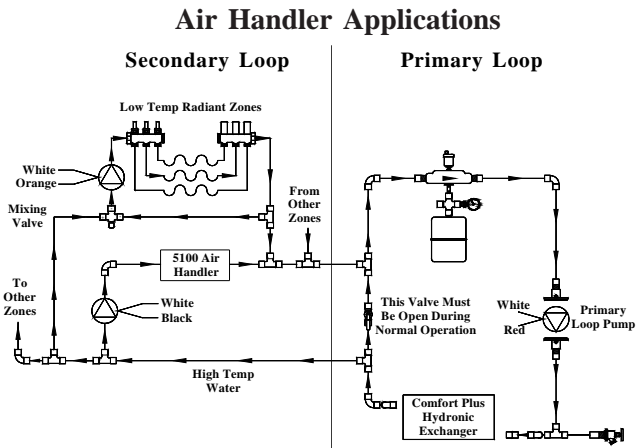 Air Handler Applications
Secondary Loop
Primary Loop
Low Temp Radiant Zones
White
Orange
Mixing
Valve
From
Other
Zones
5100 Air
Handler
To
Other
Zones
White
Black
This Valve Must
Be Open During
Normal Operation
White
Red
Primary
Loop Pump
High Temp
Water
Comfort Plus
Hydronic
Exchanger